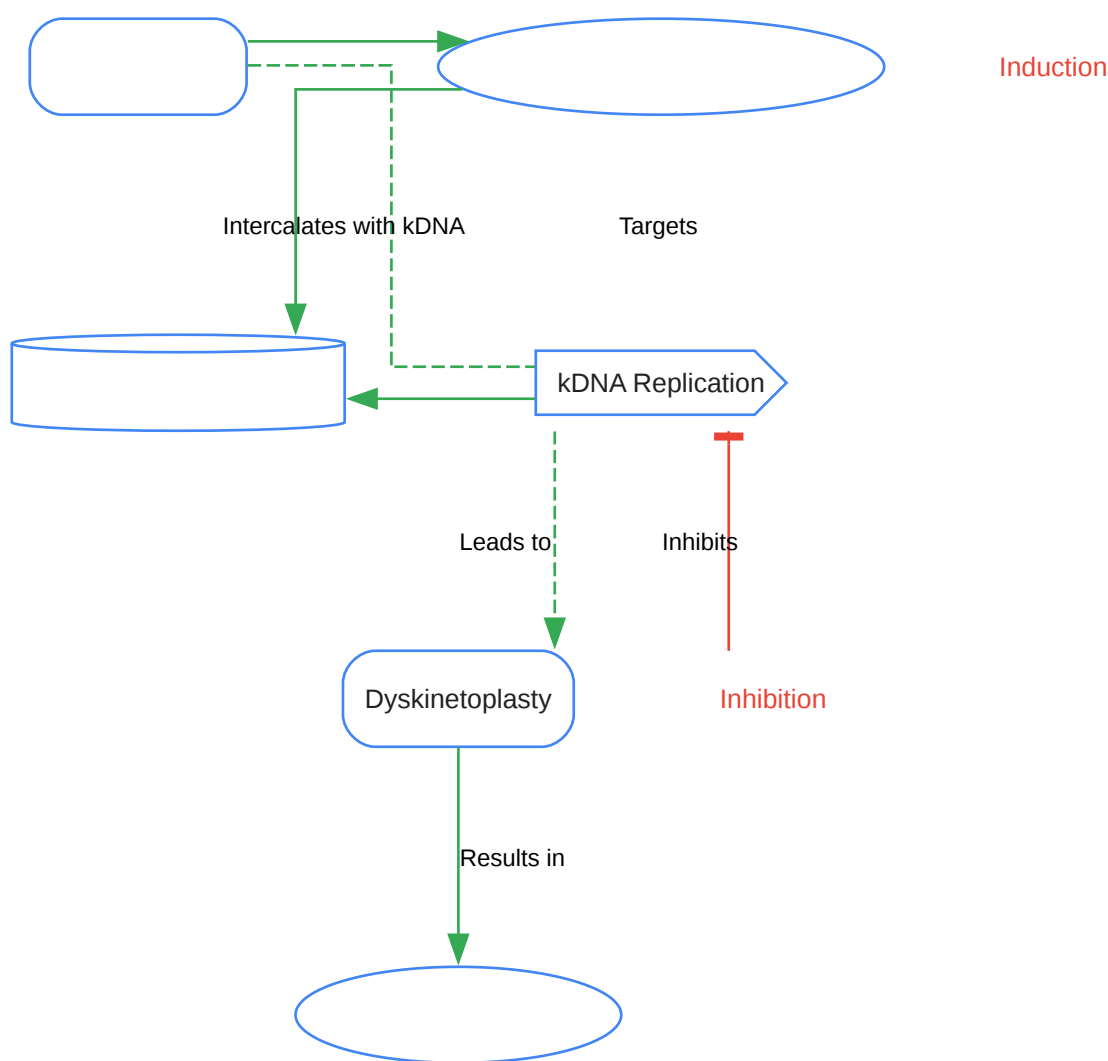 Induction
Intercalates with kDNA
Targets
kDNA Replication
Leads to
Inhibits
Dyskinetoplasty
Inhibition
Results in